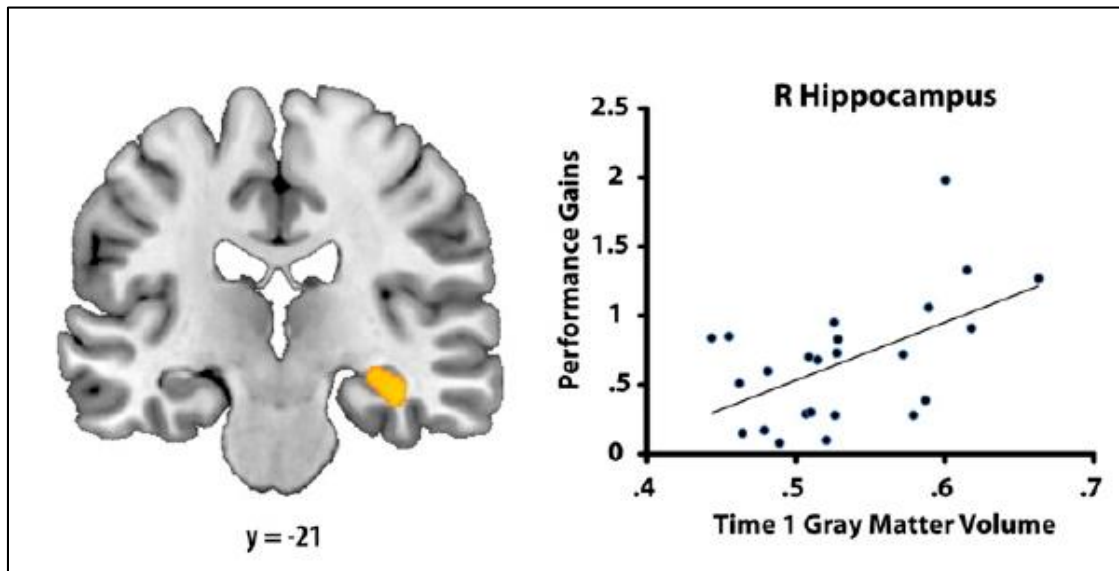 y = -21
R Hippocampus
Performance Gains
2.5
2
1.5
1
.5
0
.4 .5 .6 .7
Time 1 Gray Matter Volume